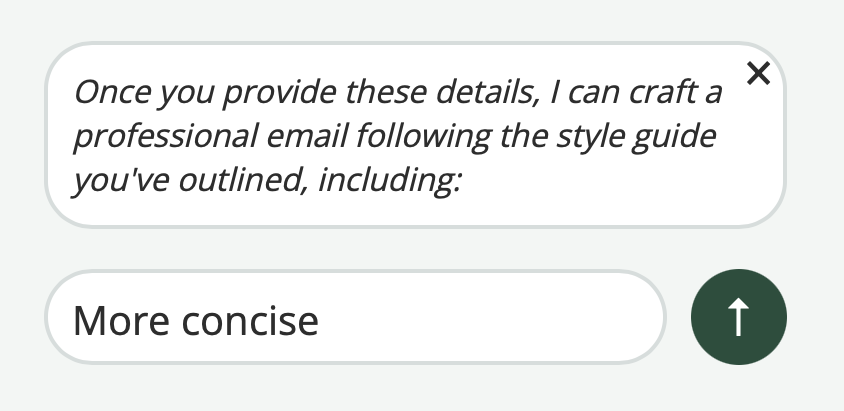 Once you provide these details, I can craft a
professional email following the style guide
you've outlined, including:
More concise